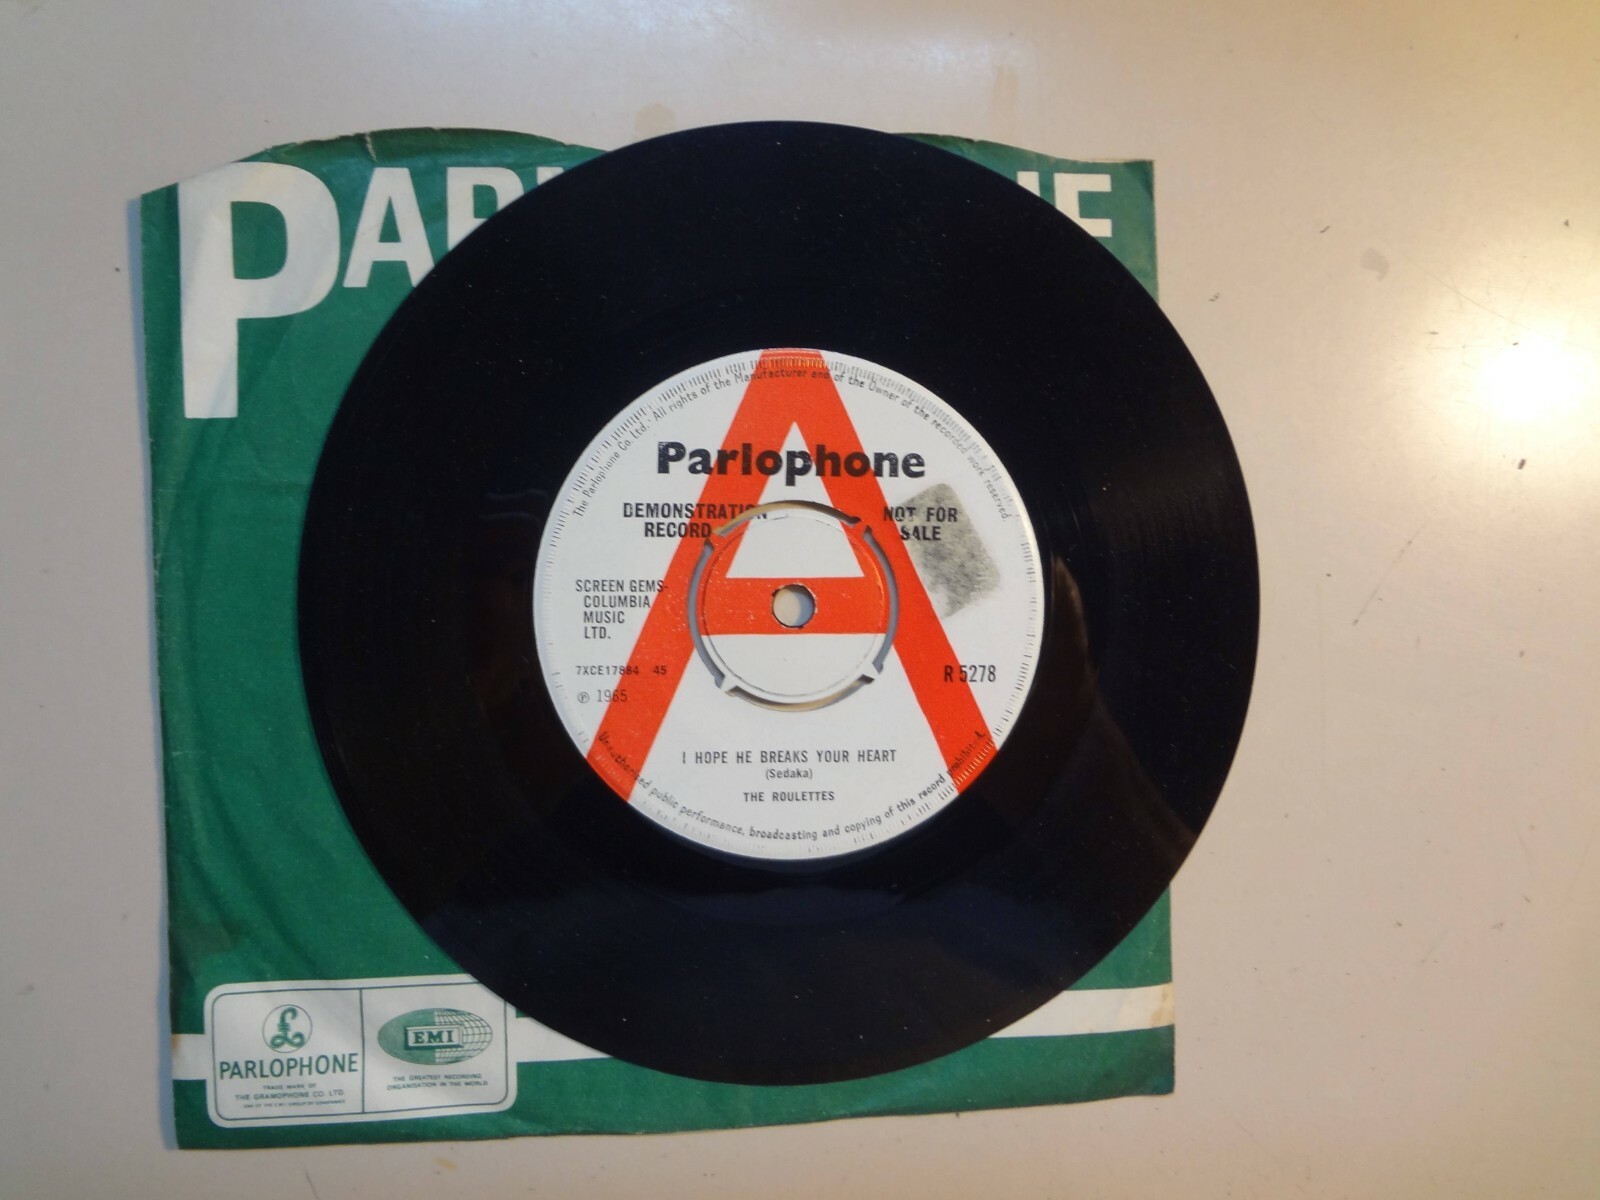 PAR
NE
The Parlophone Co. Ltd. · All rights of the Manufacturer and of the Owner of the recorded work reserved.
Parlophone
DEMONSTRATION
RECORD
NOT FOR
SALE
SCREEN GEMS-
COLUMBIA
MUSIC
LTD.
7XCE17884 45
℗ 1965
R 5278
I HOPE HE BREAKS YOUR HEART
(Sedaka)
THE ROULETTES
Unauthorised public performance, broadcasting and copying of this record prohibited.
£
PARLOPHONE
TRADE MARK OF
THE GRAMOPHONE CO. LTD.
EMI
THE GREATEST RECORDING
ORGANISATION IN THE WORLD